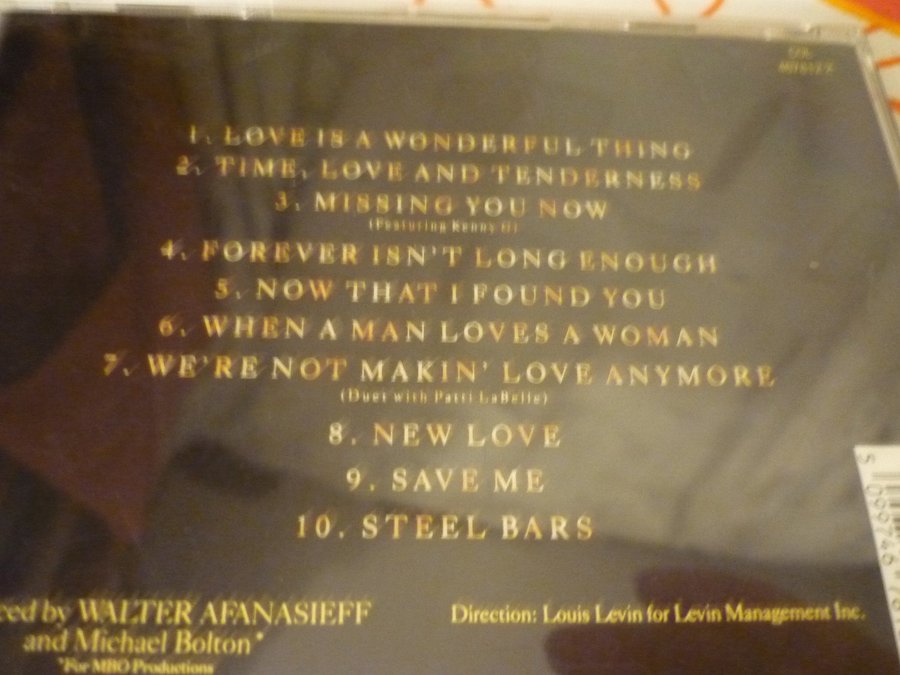 1. LOVE IS A WONDERFUL THING
2. TIME, LOVE AND TENDERNESS
3. MISSING YOU NOW
(Featuring Kenny G)
4. FOREVER ISN'T LONG ENOUGH
5. NOW THAT I FOUND YOU
6. WHEN A MAN LOVES A WOMAN
7. WE'RE NOT MAKIN' LOVE ANYMORE
(Duet with Patti LaBelle)
8. NEW LOVE
9. SAVE ME
10. STEEL BARS
by WALTER AFANASIEFF
and Michael Bolton*
*For MBO Productions
Direction: Louis Levin for Levin Management Inc.
5 099746